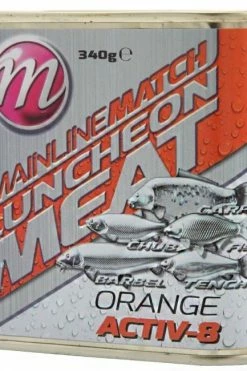 m
340g e
MAINLINE MATCH
LUNCHEON
MEAT
CARP
CHUB F
BARBEL TENCH
ORANGE
ACTIV-8